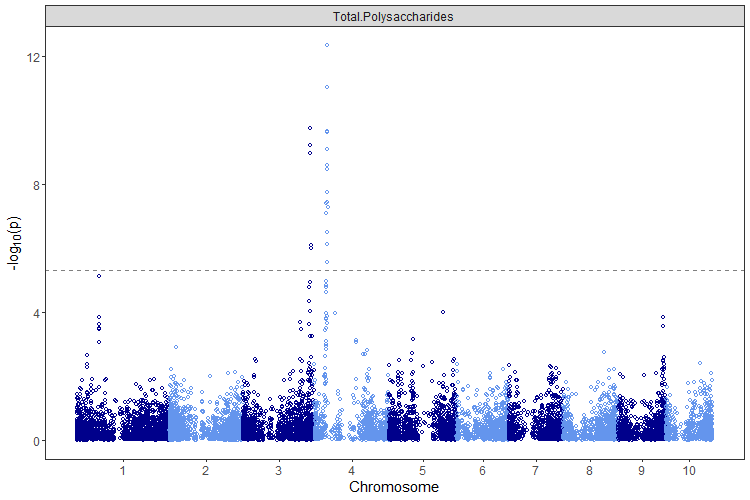 Total.Polysaccharides
12
8
4
0
-log10(p)
1 2 3 4 5 6 7 8 9 10
Chromosome